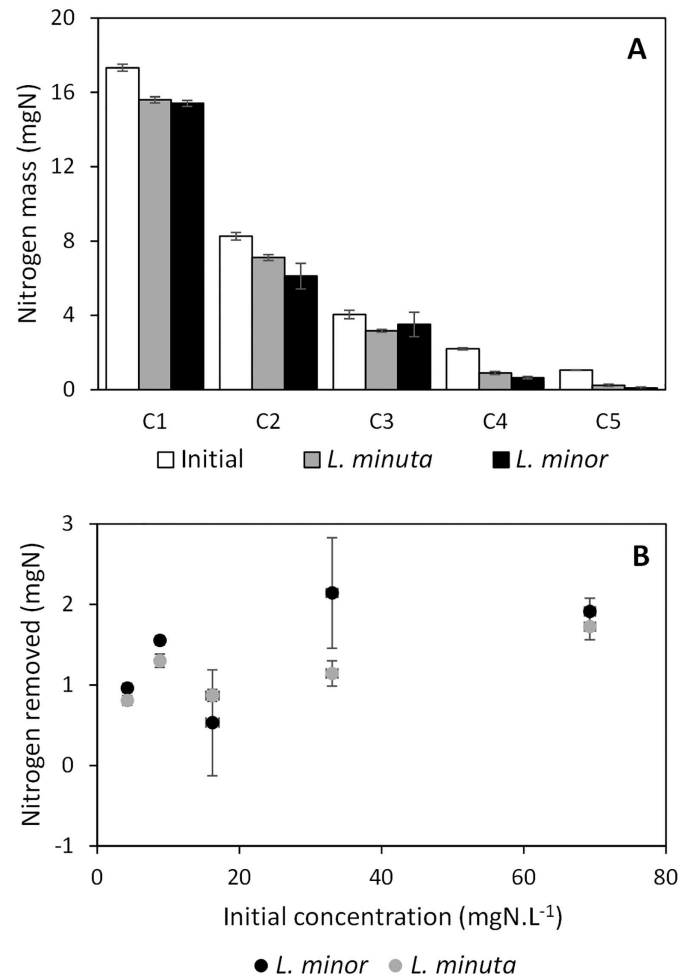 A
Nitrogen mass (mgN)
20
16
12
8
4
0
C1 C2 C3 C4 C5
Initial L. minuta L. minor
B
Nitrogen removed (mgN)
3
2
1
0
-1
0 20 40 60 80
Initial concentration (mgN.L⁻¹)
L. minor L. minuta